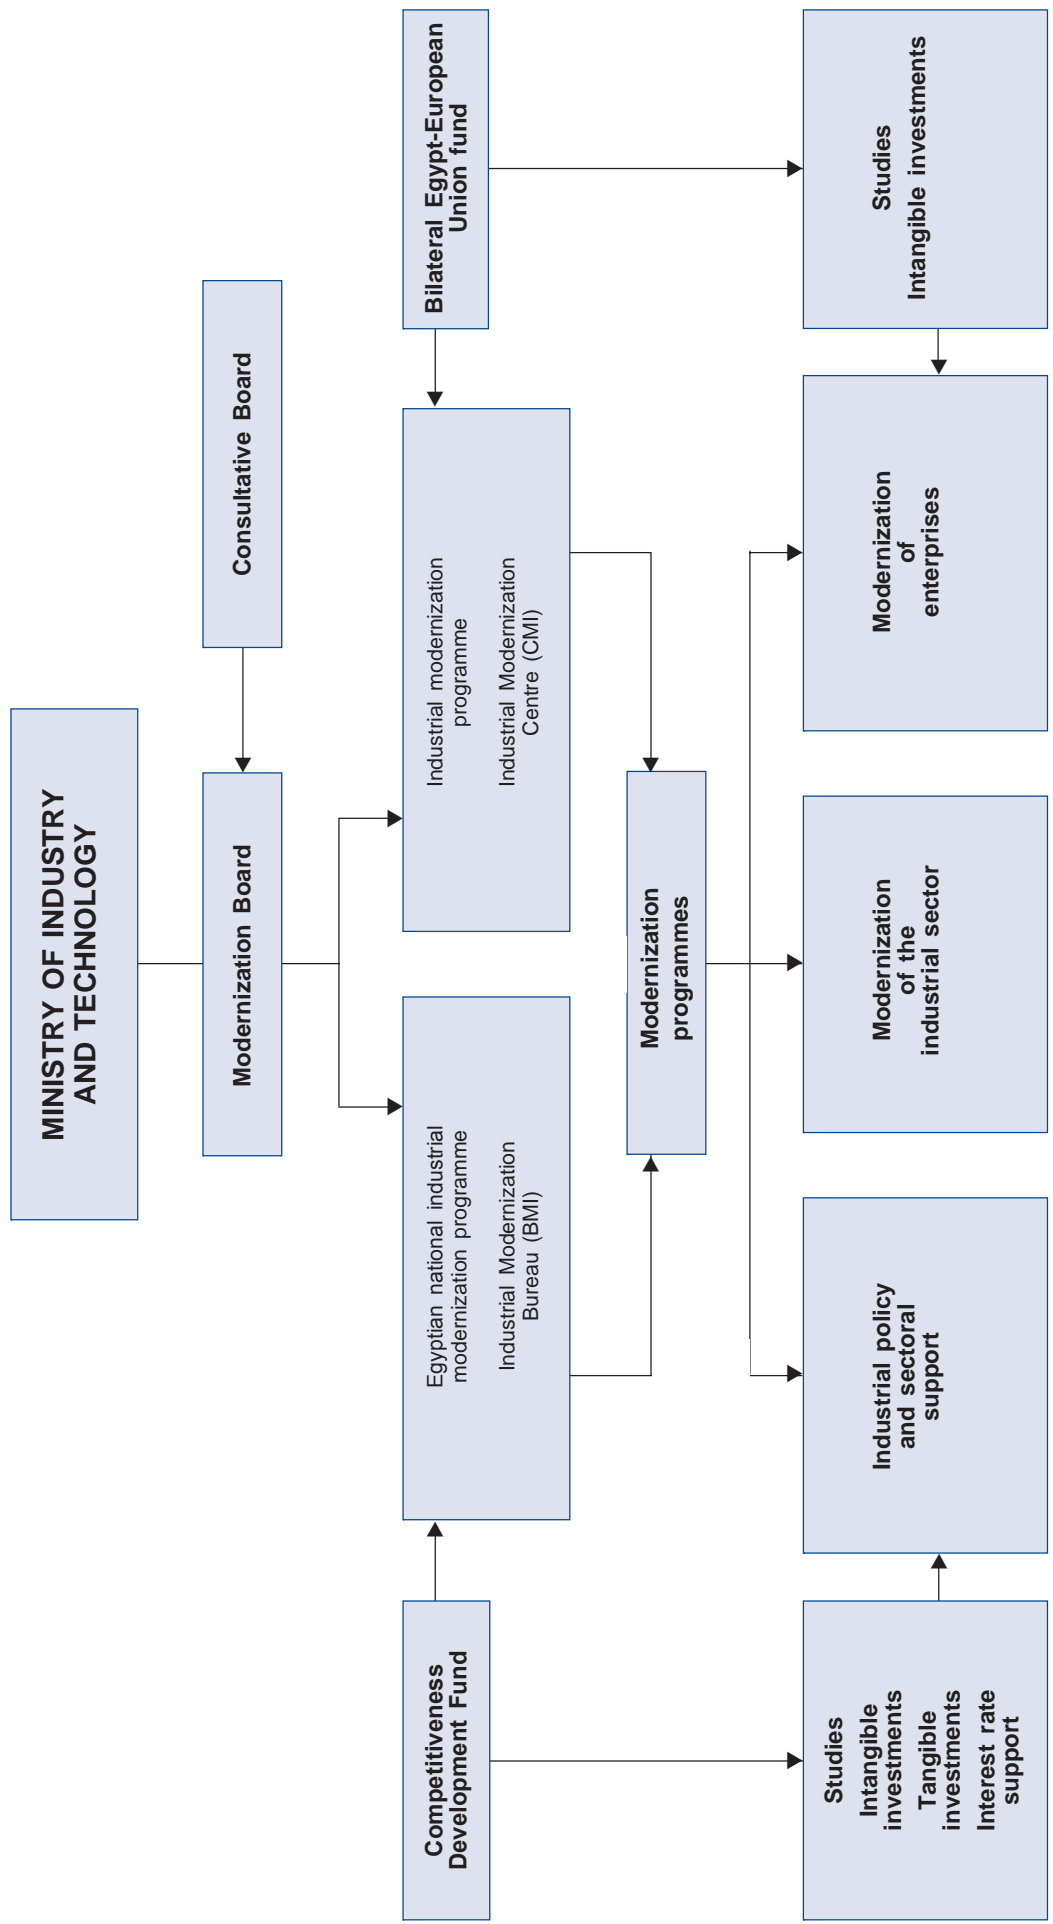 MINISTRY OF INDUSTRY
AND TECHNOLOGY
Modernization Board
Consultative Board
Competitiveness
Development Fund
Egyptian national industrial
modernization programme
Industrial Modernization
Bureau (BMI)
Industrial modernization
programme
Industrial Modernization
Centre (CMI)
Bilateral Egypt-European
Union fund
Modernization
programmes
Studies
Intangible
investments
Tangible
investments
Interest rate
support
Industrial policy
and sectoral
support
Modernization
of the
industrial sector
Modernization
of
enterprises
Studies
Intangible investments